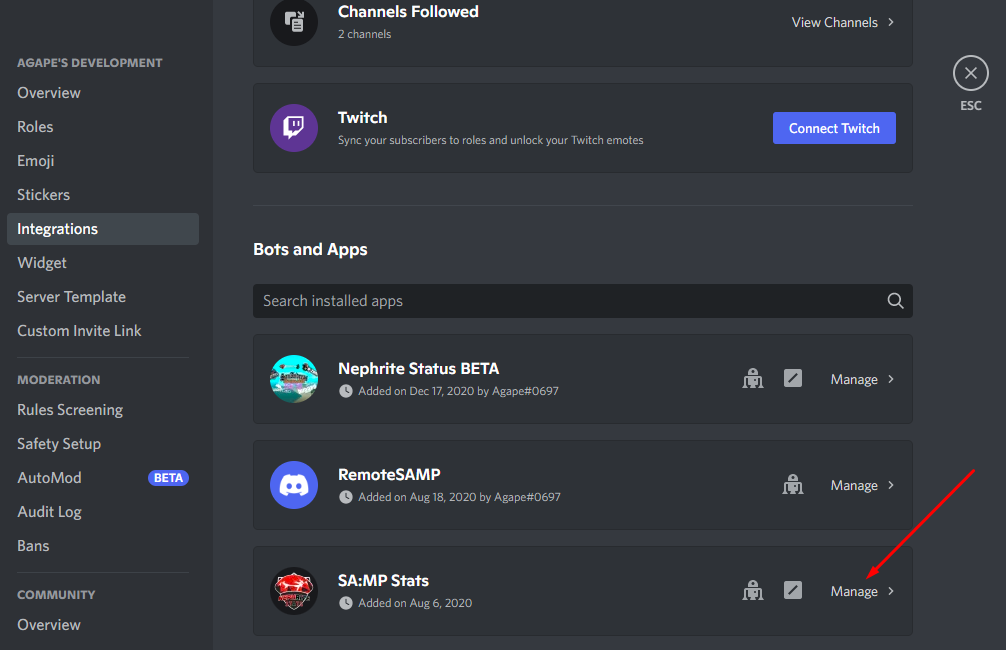 AGAPE'S DEVELOPMENT
Overview
Roles
Emoji
Stickers
Integrations
Widget
Server Template
Custom Invite Link
MODERATION
Rules Screening
Safety Setup
AutoMod BETA
Audit Log
Bans
COMMUNITY
Overview
Channels Followed
2 channels
View Channels
Twitch
Sync your subscribers to roles and unlock your Twitch emotes
Connect Twitch
Bots and Apps
Search installed apps
Nephrite Status BETA
Added on Dec 17, 2020 by Agape#0697
Manage
RemoteSAMP
Added on Aug 18, 2020 by Agape#0697
Manage
SA:MP Stats
Added on Aug 6, 2020
Manage
ESC